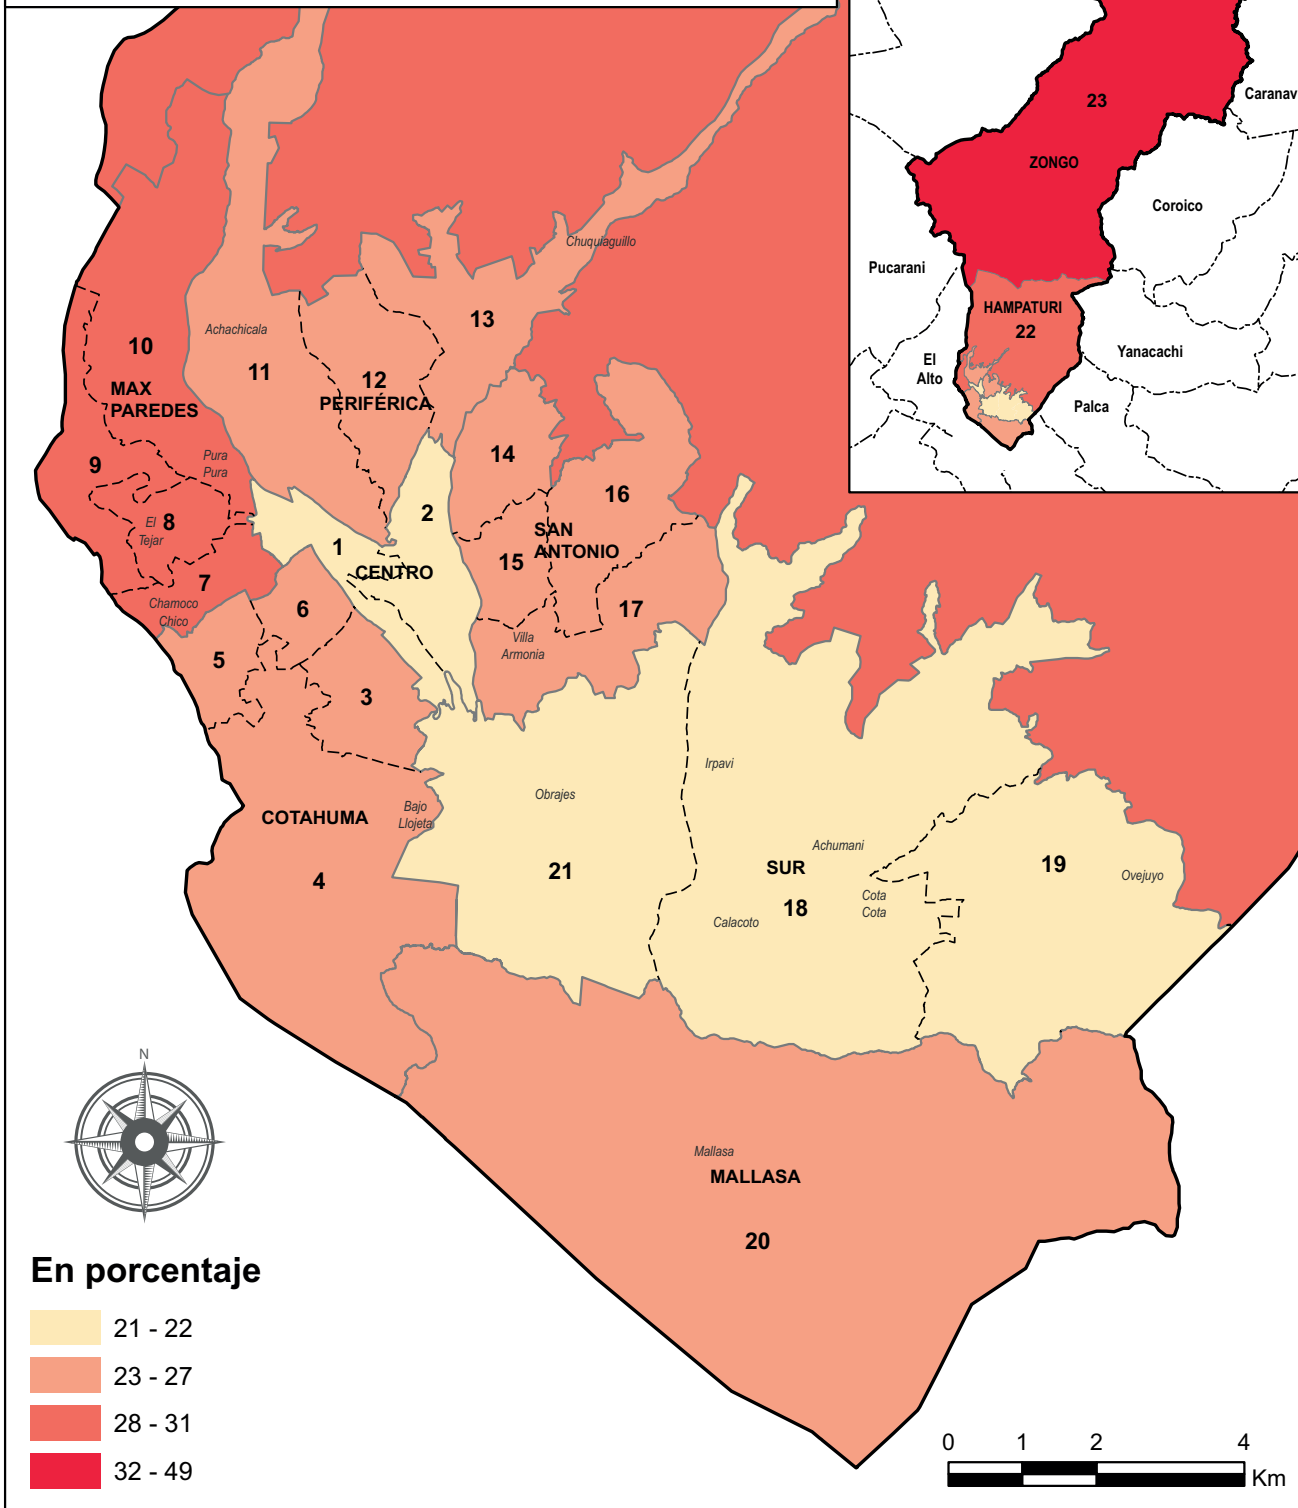 23
Caranav
ZONGO
Coroico
Pucarani
HAMPATURI
22
Yanacachi
El
Alto
Palca
Chuquiaguillo
13
Achachicala
11
10
MAX
PAREDES
12
PERIFÉRICA
14
9
Pura
Pura
16
2
8
El
Tejar
SAN
ANTONIO
1
15
CENTRO
7
Chamoco
Chico
6
17
Villa
Armonia
5
3
Irpavi
Obrajes
Bajo
Llojeta
COTAHUMA
Achumani
19
SUR
21
4
Ovejuyo
Cota
Cota
18
Calacoto
N
Mallasa
MALLASA
20
En porcentaje
21 - 22
23 - 27
28 - 31
32 - 49
0 1 2 4
Km